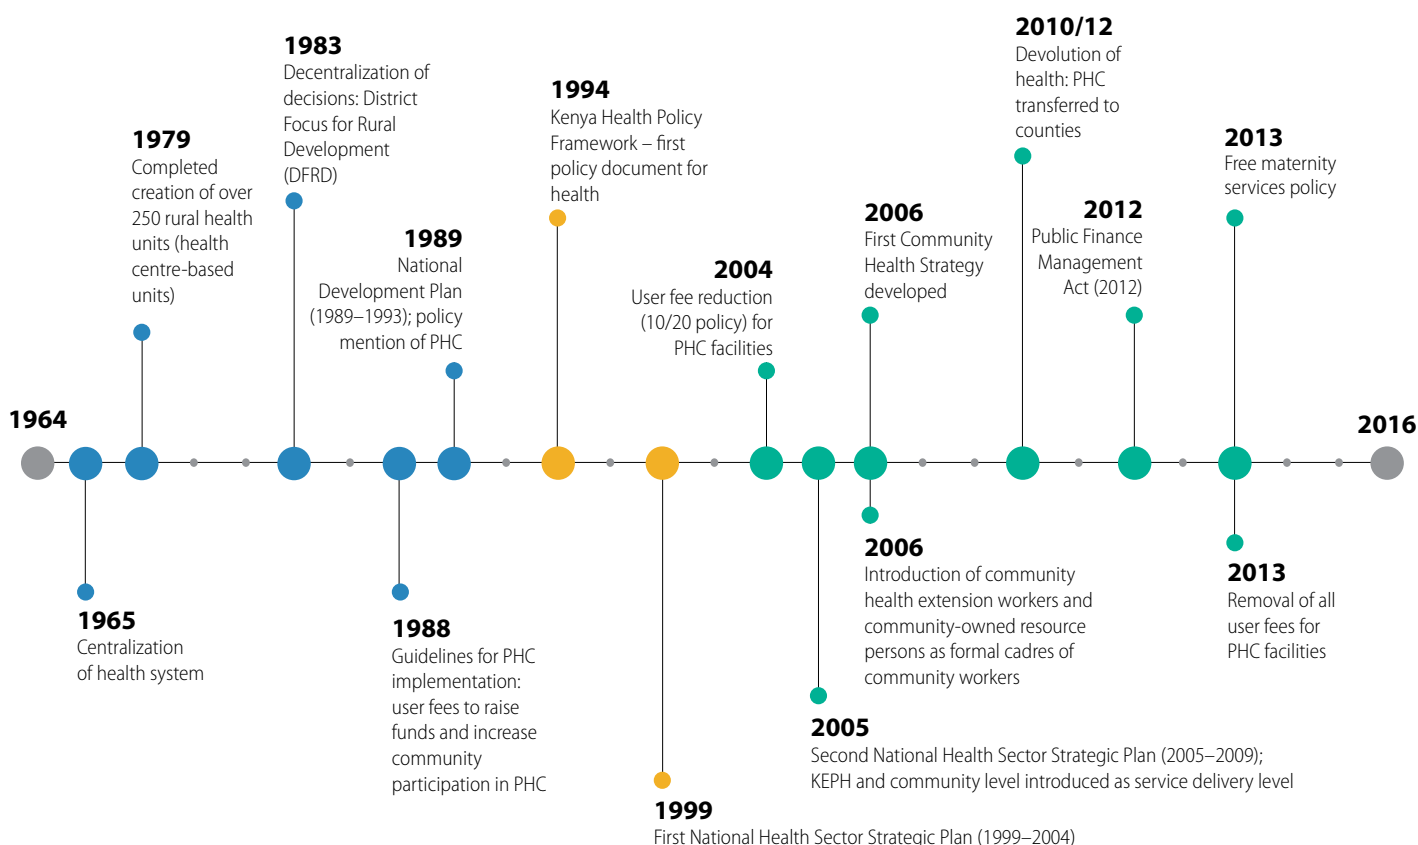 1964
1965
Centralization
of health system
1979
Completed
creation of over
250 rural health
units (health
centre-based
units)
1983
Decentralization of
decisions: District
Focus for Rural
Development
(DFRD)
1988
Guidelines for PHC
implementation:
user fees to raise
funds and increase
community
participation in PHC
1989
National
Development Plan
(1989–1993); policy
mention of PHC
1994
Kenya Health Policy
Framework – first
policy document for
health
1999
First National Health Sector Strategic Plan (1999–2004)
2004
User fee reduction
(10/20 policy) for
PHC facilities
2005
Second National Health Sector Strategic Plan (2005–2009);
KEPH and community level introduced as service delivery level
2006
First Community
Health Strategy
developed
2006
Introduction of community
health extension workers and
community-owned resource
persons as formal cadres of
community workers
2010/12
Devolution of
health: PHC
transferred to
counties
2012
Public Finance
Management
Act (2012)
2013
Free maternity
services policy
2013
Removal of all
user fees for
PHC facilities
2016